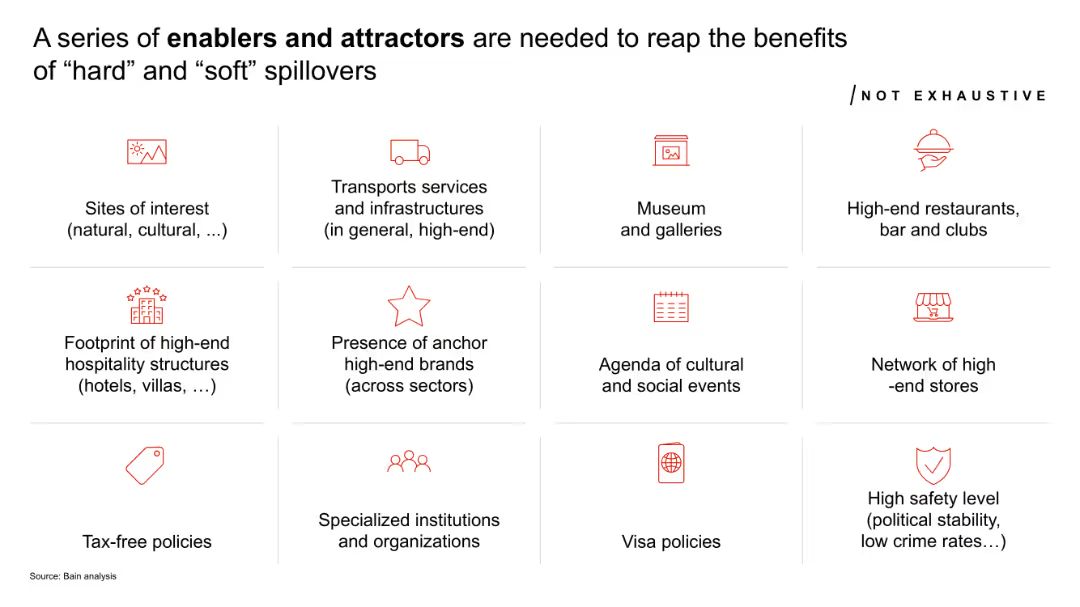 A series of enablers and attractors are needed to reap the benefits
of “hard” and “soft” spillovers
NOT EXHAUSTIVE
Sites of interest
(natural, cultural, ...)
Transports services
and infrastructures
(in general, high-end)
Museum
and galleries
High-end restaurants,
bar and clubs
Footprint of high-end
hospitality structures
(hotels, villas, …)
Presence of anchor
high-end brands
(across sectors)
Agenda of cultural
and social events
Network of high
-end stores
Tax-free policies
Specialized institutions
and organizations
Visa policies
High safety level
(political stability,
low crime rates…)
Source: Bain analysis